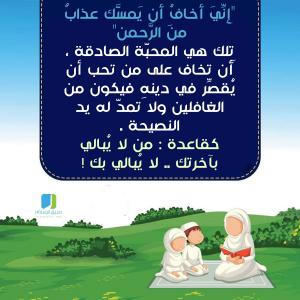 "إنِّيَ أخافُ أن يَمسَّك عذابٌ
منَ الرَّحمن"
تلك هي المحبّة الصادقة ،
أن تخاف على من تحب أن
يُقصِّر في دينه فيكون من
الغافلين ولا تمدّ له يد
النصيحة .
كقاعدة : من لا يُبالي
بآخرتك .. لا يُبالي بك !